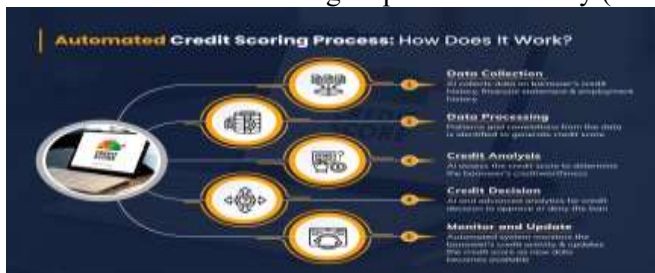 Automated Credit Scoring Process: How Does It Work?
Data Collection
AI collects data on borrower's credit
history, financial statement & employment
history
Data Processing
Patterns and correlations from the data
is identified to generate credit score
Credit Analysis
AI assess the credit score to determine
the borrower's creditworthiness
Credit Decision
AI and advanced analytics for credit
decision to approve or deny the loan
Monitor and Update
Automated system monitors the
borrower's credit activity & updates
the credit score as new data
becomes available